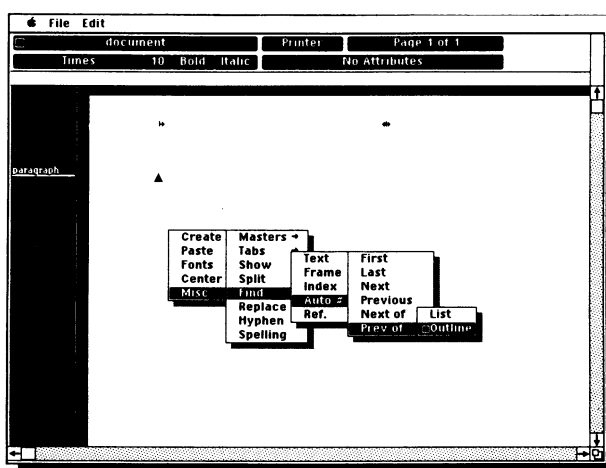 File Edit
document Printer Page 1 of 1
Times 10 Bold Italic No Attributes
paragraph
Create Masters
Paste Tabs
Fonts Show Text First
Center Split Frame Last
Misc Find Index Next
Replace Auto # Previous
Hyphen Ref. Next of List
Spelling Prev of Outline